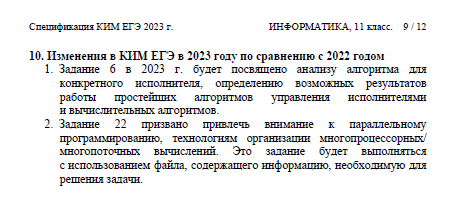 Спецификация КИМ ЕГЭ 2023 г. ИНФОРМАТИКА, 11 класс. 9 / 12
10. Изменения в КИМ ЕГЭ в 2023 году по сравнению с 2022 годом
1. Задание 6 в 2023 г. будет посвящено анализу алгоритма для
конкретного исполнителя, определению возможных результатов
работы простейших алгоритмов управления исполнителями
и вычислительных алгоритмов.
2. Задание 22 призвано привлечь внимание к параллельному
программированию, технологиям организации многопроцессорных/
многопоточных вычислений. Это задание будет выполняться
с использованием файла, содержащего информацию, необходимую для
решения задачи.